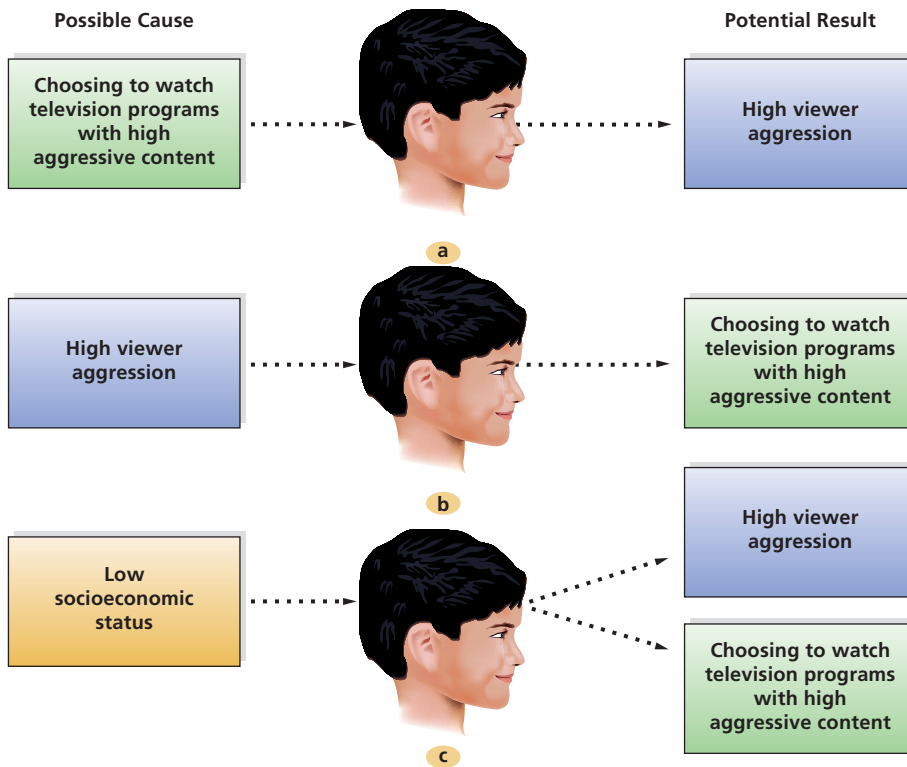 Possible Cause
Potential Result
Choosing to watch
television programs
with high
aggressive content
High viewer
aggression
a
High viewer
aggression
Choosing to watch
television programs
with high
aggressive content
b
Low
socioeconomic
status
High viewer
aggression
Choosing to watch
television programs
with high
aggressive content
c